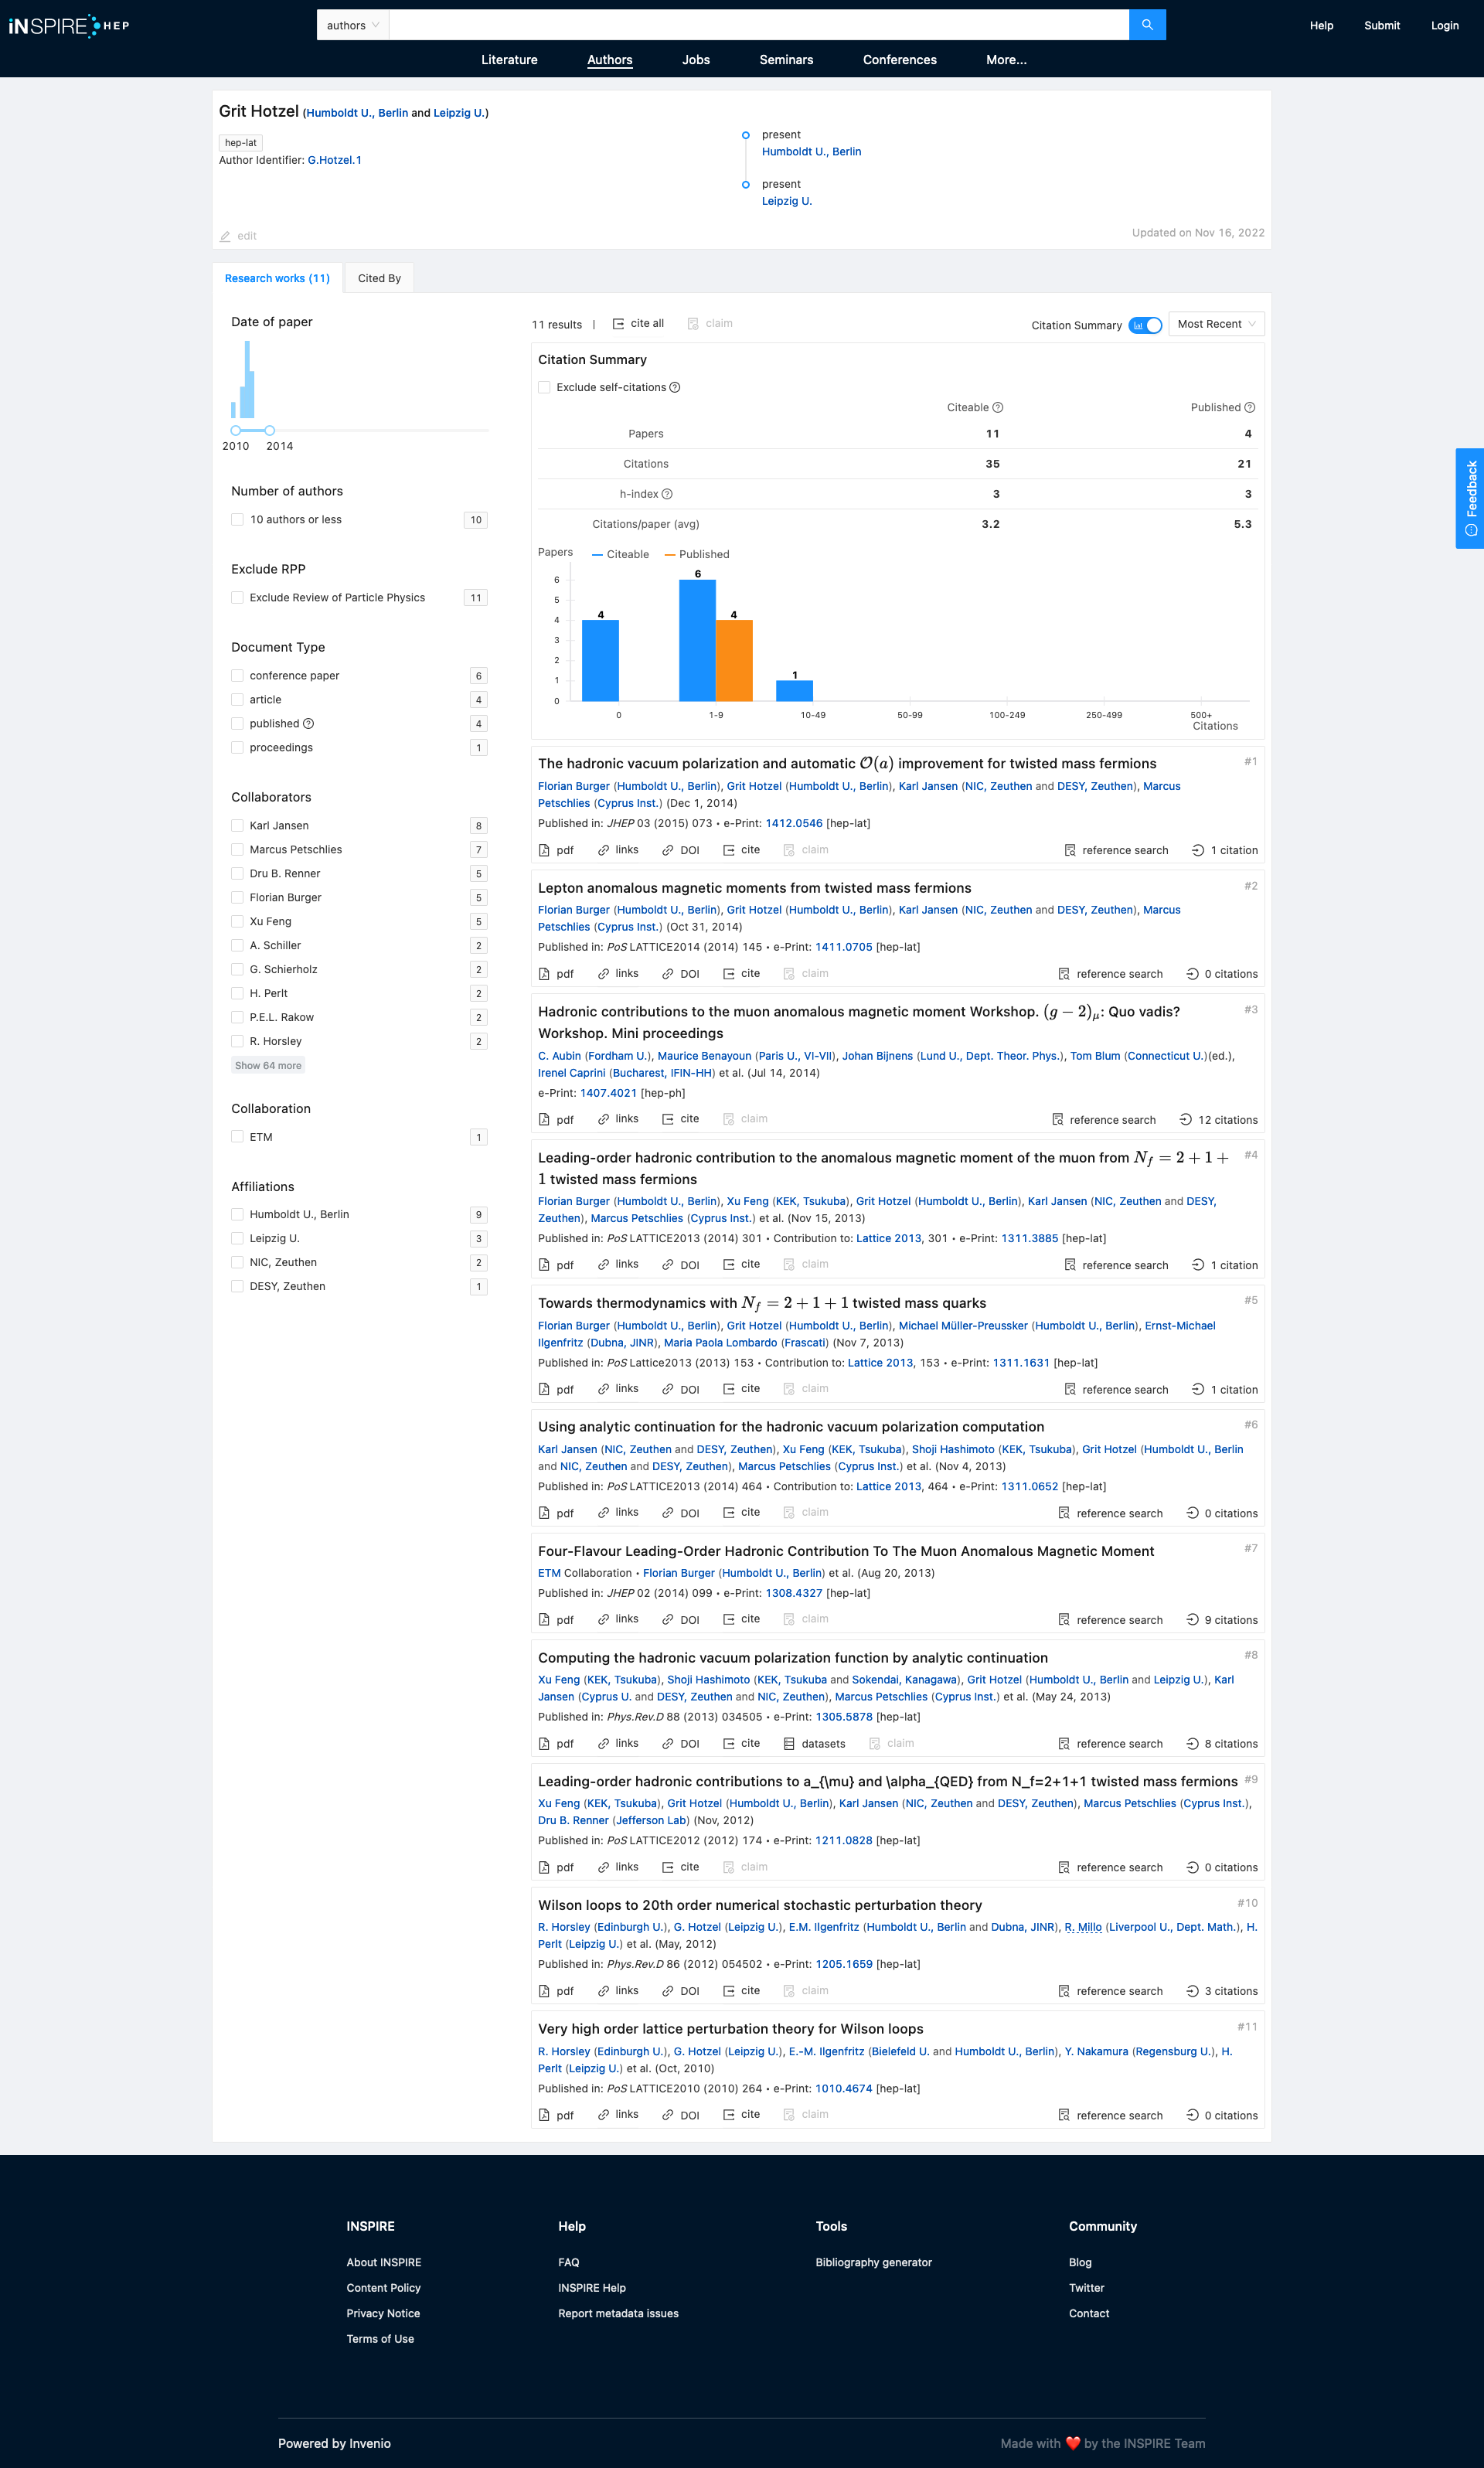 iNSPIRE HEP
authors
Help Submit Login
Literature Authors Jobs Seminars Conferences More...
Grit Hotzel (Humboldt U., Berlin and Leipzig U.)
hep-lat
Author Identifier: G.Hotzel.1
present
Humboldt U., Berlin
present
Leipzig U.
edit
Updated on Nov 16, 2022
Research works (11) Cited By
Date of paper
2010 2014
Number of authors
10 authors or less 10
Exclude RPP
Exclude Review of Particle Physics 11
Document Type
conference paper 6
article 4
published 4
proceedings 1
Collaborators
Karl Jansen 8
Marcus Petschlies 7
Dru B. Renner 5
Florian Burger 5
Xu Feng 5
A. Schiller 2
G. Schierholz 2
H. Perlt 2
P.E.L. Rakow 2
R. Horsley 2
Show 64 more
Collaboration
ETM 1
Affiliations
Humboldt U., Berlin 9
Leipzig U. 3
NIC, Zeuthen 2
DESY, Zeuthen 1
11 results | cite all claim
Citation Summary Most Recent
Citation Summary
Exclude self-citations
Citeable Published
Papers 11 4
Citations 35 21
h-index 3 3
Citations/paper (avg) 3.2 5.3
Papers Citeable Published
6
5
4
3
2
1
0
4 6 4 1
0 1-9 10-49 50-99 100-249 250-499 500+
Citations
The hadronic vacuum polarization and automatic 𝒪(a) improvement for twisted mass fermions #1
Florian Burger (Humboldt U., Berlin), Grit Hotzel (Humboldt U., Berlin), Karl Jansen (NIC, Zeuthen and DESY, Zeuthen), Marcus
Petschlies (Cyprus Inst.) (Dec 1, 2014)
Published in: JHEP 03 (2015) 073 • e-Print: 1412.0546 [hep-lat]
pdf links DOI cite claim reference search 1 citation
Lepton anomalous magnetic moments from twisted mass fermions #2
Florian Burger (Humboldt U., Berlin), Grit Hotzel (Humboldt U., Berlin), Karl Jansen (NIC, Zeuthen and DESY, Zeuthen), Marcus
Petschlies (Cyprus Inst.) (Oct 31, 2014)
Published in: PoS LATTICE2014 (2014) 145 • e-Print: 1411.0705 [hep-lat]
pdf links DOI cite claim reference search 0 citations
Hadronic contributions to the muon anomalous magnetic moment Workshop. (g − 2)μ: Quo vadis? #3
Workshop. Mini proceedings
C. Aubin (Fordham U.), Maurice Benayoun (Paris U., VI-VII), Johan Bijnens (Lund U., Dept. Theor. Phys.), Tom Blum (Connecticut U.)(ed.),
Irenel Caprini (Bucharest, IFIN-HH) et al. (Jul 14, 2014)
e-Print: 1407.4021 [hep-ph]
pdf links cite claim reference search 12 citations
Leading-order hadronic contribution to the anomalous magnetic moment of the muon from Nf = 2 + 1 + #4
1 twisted mass fermions
Florian Burger (Humboldt U., Berlin), Xu Feng (KEK, Tsukuba), Grit Hotzel (Humboldt U., Berlin), Karl Jansen (NIC, Zeuthen and DESY,
Zeuthen), Marcus Petschlies (Cyprus Inst.) et al. (Nov 15, 2013)
Published in: PoS LATTICE2013 (2014) 301 • Contribution to: Lattice 2013, 301 • e-Print: 1311.3885 [hep-lat]
pdf links DOI cite claim reference search 1 citation
Towards thermodynamics with Nf = 2 + 1 + 1 twisted mass quarks #5
Florian Burger (Humboldt U., Berlin), Grit Hotzel (Humboldt U., Berlin), Michael Müller-Preussker (Humboldt U., Berlin), Ernst-Michael
Ilgenfritz (Dubna, JINR), Maria Paola Lombardo (Frascati) (Nov 7, 2013)
Published in: PoS Lattice2013 (2013) 153 • Contribution to: Lattice 2013, 153 • e-Print: 1311.1631 [hep-lat]
pdf links DOI cite claim reference search 1 citation
Using analytic continuation for the hadronic vacuum polarization computation #6
Karl Jansen (NIC, Zeuthen and DESY, Zeuthen), Xu Feng (KEK, Tsukuba), Shoji Hashimoto (KEK, Tsukuba), Grit Hotzel (Humboldt U., Berlin
and NIC, Zeuthen and DESY, Zeuthen), Marcus Petschlies (Cyprus Inst.) et al. (Nov 4, 2013)
Published in: PoS LATTICE2013 (2014) 464 • Contribution to: Lattice 2013, 464 • e-Print: 1311.0652 [hep-lat]
pdf links DOI cite claim reference search 0 citations
Four-Flavour Leading-Order Hadronic Contribution To The Muon Anomalous Magnetic Moment #7
ETM Collaboration • Florian Burger (Humboldt U., Berlin) et al. (Aug 20, 2013)
Published in: JHEP 02 (2014) 099 • e-Print: 1308.4327 [hep-lat]
pdf links DOI cite claim reference search 9 citations
Computing the hadronic vacuum polarization function by analytic continuation #8
Xu Feng (KEK, Tsukuba), Shoji Hashimoto (KEK, Tsukuba and Sokendai, Kanagawa), Grit Hotzel (Humboldt U., Berlin and Leipzig U.), Karl
Jansen (Cyprus U. and DESY, Zeuthen and NIC, Zeuthen), Marcus Petschlies (Cyprus Inst.) et al. (May 24, 2013)
Published in: Phys.Rev.D 88 (2013) 034505 • e-Print: 1305.5878 [hep-lat]
pdf links DOI cite datasets claim reference search 8 citations
Leading-order hadronic contributions to a_{\mu} and \alpha_{QED} from N_f=2+1+1 twisted mass fermions #9
Xu Feng (KEK, Tsukuba), Grit Hotzel (Humboldt U., Berlin), Karl Jansen (NIC, Zeuthen and DESY, Zeuthen), Marcus Petschlies (Cyprus Inst.),
Dru B. Renner (Jefferson Lab) (Nov, 2012)
Published in: PoS LATTICE2012 (2012) 174 • e-Print: 1211.0828 [hep-lat]
pdf links cite claim reference search 0 citations
Wilson loops to 20th order numerical stochastic perturbation theory #10
R. Horsley (Edinburgh U.), G. Hotzel (Leipzig U.), E.M. Ilgenfritz (Humboldt U., Berlin and Dubna, JINR), R. Millo (Liverpool U., Dept. Math.), H.
Perlt (Leipzig U.) et al. (May, 2012)
Published in: Phys.Rev.D 86 (2012) 054502 • e-Print: 1205.1659 [hep-lat]
pdf links DOI cite claim reference search 3 citations
Very high order lattice perturbation theory for Wilson loops #11
R. Horsley (Edinburgh U.), G. Hotzel (Leipzig U.), E.-M. Ilgenfritz (Bielefeld U. and Humboldt U., Berlin), Y. Nakamura (Regensburg U.), H.
Perlt (Leipzig U.) et al. (Oct, 2010)
Published in: PoS LATTICE2010 (2010) 264 • e-Print: 1010.4674 [hep-lat]
pdf links DOI cite claim reference search 0 citations
Feedback
INSPIRE
About INSPIRE
Content Policy
Privacy Notice
Terms of Use
Help
FAQ
INSPIRE Help
Report metadata issues
Tools
Bibliography generator
Community
Blog
Twitter
Contact
Powered by Invenio
Made with ❤️ by the INSPIRE Team